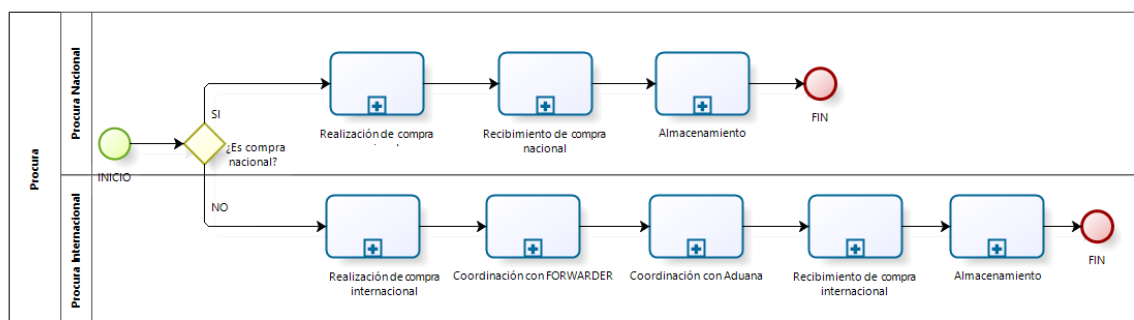 Procura
Procura Nacional
INICIO
SI
¿Es compra
nacional?
Realización de compra
Recibimiento de compra
nacional
Almacenamiento
FIN
Procura Internacional
NO
Realización de compra
internacional
Coordinación con FORWARDER
Coordinación con Aduana
Recibimiento de compra
internacional
Almacenamiento
FIN